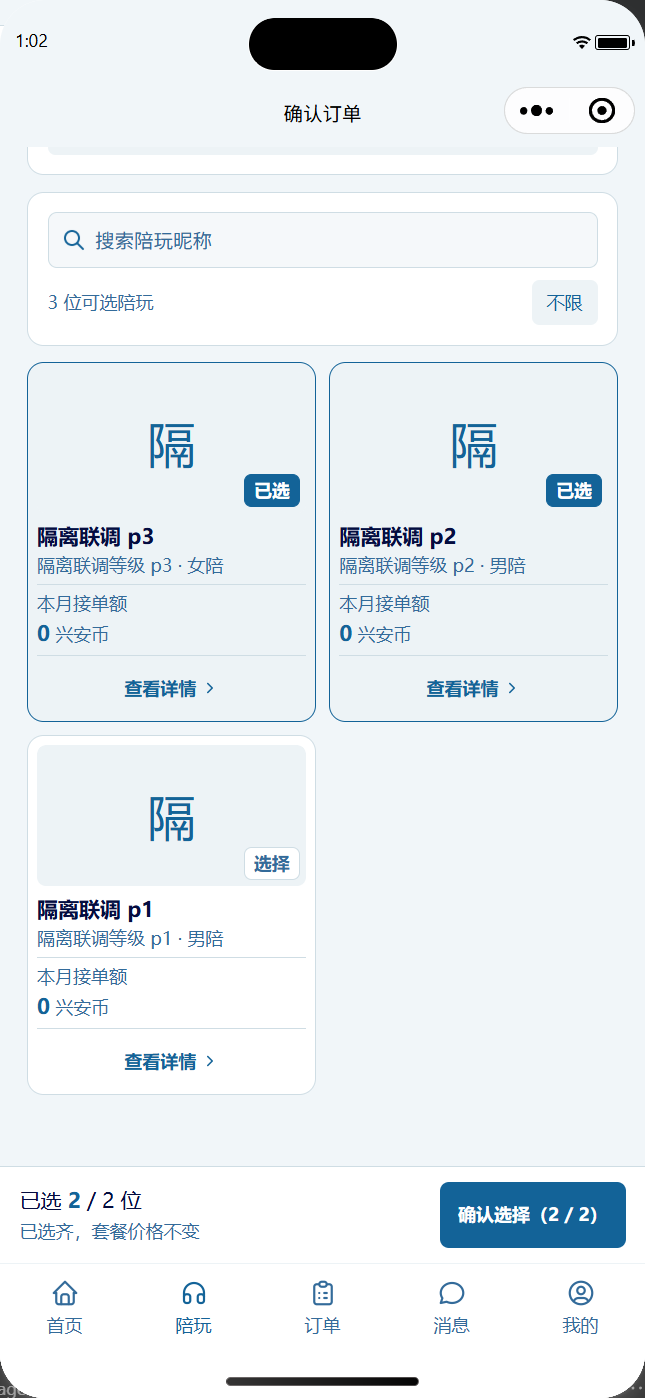 1:02
确认订单
搜索陪玩昵称
3 位可选陪玩
不限
隔
已选
隔离联调 p3
隔离联调等级 p3 · 女陪
本月接单额
0 兴安币
查看详情
隔
已选
隔离联调 p2
隔离联调等级 p2 · 男陪
本月接单额
0 兴安币
查看详情
隔
选择
隔离联调 p1
隔离联调等级 p1 · 男陪
本月接单额
0 兴安币
查看详情
已选 2 / 2 位
已选齐，套餐价格不变
确认选择（2 / 2）
首页
陪玩
订单
消息
我的